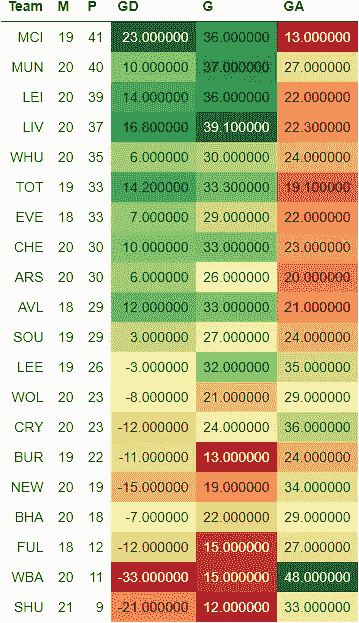 Team M P GD G GA
MCI 19 41 23.000000 36.000000 13.000000
MUN 20 40 10.000000 37.000000 27.000000
LEI 20 39 14.000000 36.000000 22.000000
LIV 20 37 16.800000 39.100000 22.300000
WHU 20 35 6.000000 30.000000 24.000000
TOT 19 33 14.200000 33.300000 19.100000
EVE 18 33 7.000000 29.000000 22.000000
CHE 20 30 10.000000 33.000000 23.000000
ARS 20 30 6.000000 26.000000 20.000000
AVL 18 29 12.000000 33.000000 21.000000
SOU 19 29 3.000000 27.000000 24.000000
LEE 19 26 -3.000000 32.000000 35.000000
WOL 20 23 -8.000000 21.000000 29.000000
CRY 20 23 -12.000000 24.000000 36.000000
BUR 19 22 -11.000000 13.000000 24.000000
NEW 20 19 -15.000000 19.000000 34.000000
BHA 20 18 -7.000000 22.000000 29.000000
FUL 18 12 -12.000000 15.000000 27.000000
WBA 20 11 -33.000000 15.000000 48.000000
SHU 21 9 -21.000000 12.000000 33.000000